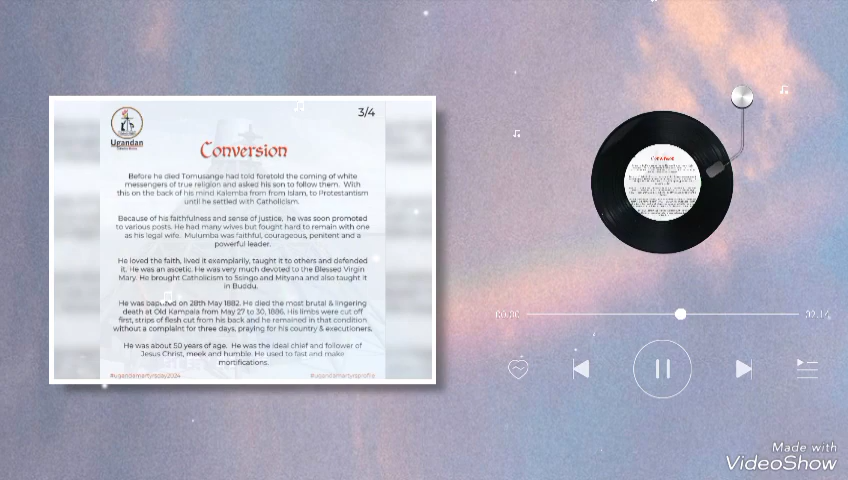 3/4
Ugandan
Conversion
Before he died Tomusange had told foretold the coming of white
messengers of true religion and asked his son to follow them. With
this on the back of his mind Kalemba from from Islam, to Protestantism
until he settled with Catholicism.
Because of his faithfulness and sense of justice, he was soon promoted
to various posts. He had many wives but fought hard to remain with one
as his legal wife. Mulumba was faithful, courageous, penitent and a
powerful leader.
He loved the faith, lived it exemplarily, taught it to others and defended
it. He was an ascetic. He was very much devoted to the Blessed Virgin
Mary. He brought Catholicism to Ssingo and Mityana and also taught it
in Buddu.
He was baptized on 28th May 1882. He died the most brutal & lingering
death at Old Kampala from May 27 to 30, 1886. His limbs were cut off
first, strips of flesh cut from his back and he remained in that condition
without a complaint for three days, praying for his country & executioners.
He was about 50 years of age. He was the ideal chief and follower of
Jesus Christ, meek and humble. He used to fast and make
mortifications.
#ugandamartyrsday2024
#ugandamartyrsprofile
Conversion
00:00
02:14
Made with
VideoShow